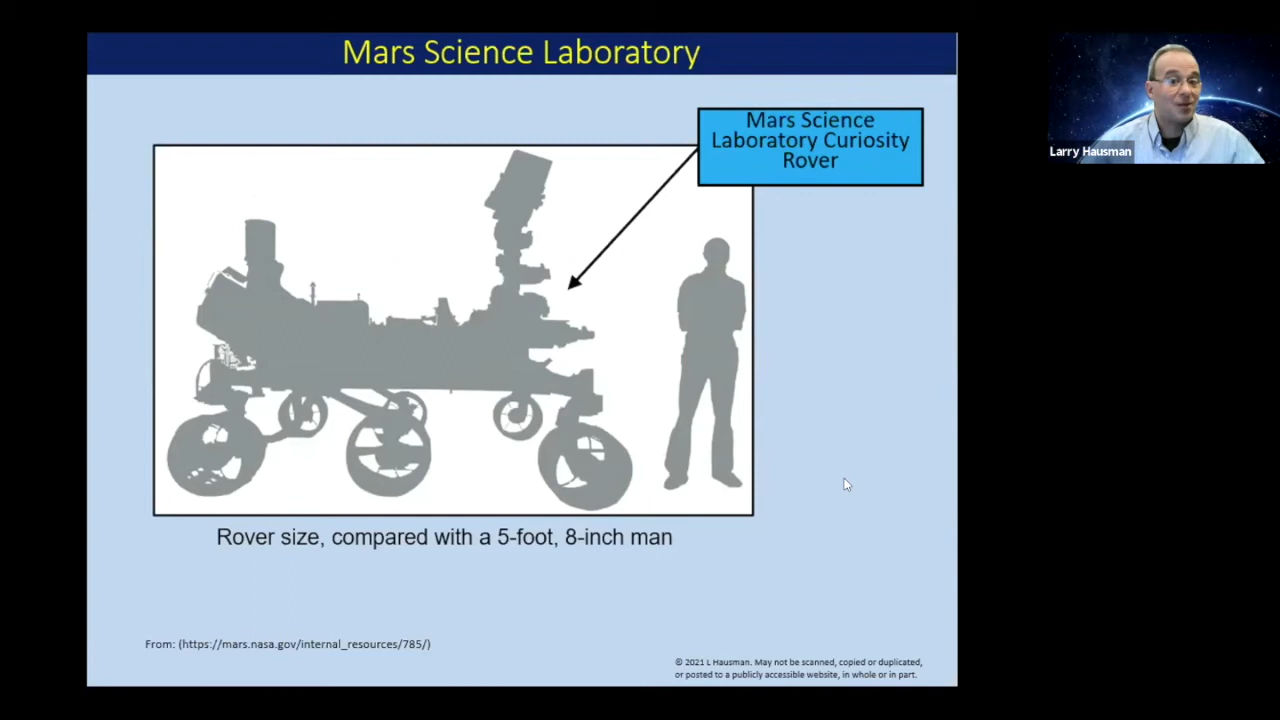 Mars Science Laboratory
Mars Science
Laboratory Curiosity
Rover
Larry Hausman
Rover size, compared with a 5-foot, 8-inch man
From: (https://mars.nasa.gov/internal_resources/785/)
© 2021 L Hausman. May not be scanned, copied or duplicated,
or posted to a publicly accessible website, in whole or in part.